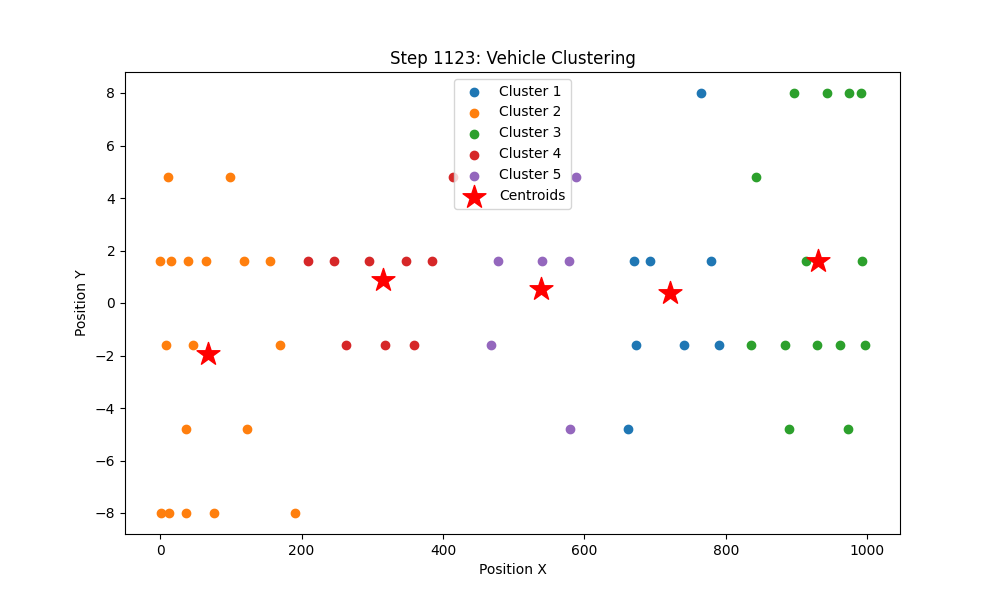 Step 1123: Vehicle Clustering
Cluster 1
Cluster 2
Cluster 3
Cluster 4
Cluster 5
Centroids
Position Y
8
6
4
2
0
−2
−4
−6
−8
0 200 400 600 800 1000
Position X